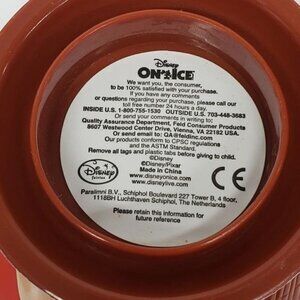 Disney
ON ICE
We want you, the consumer,
to be 100% satisfied with your purchase.
If you have any comments
or questions regarding your purchase, please call our
toll free number 24 hours a day.
INSIDE U.S. 1-800-755-1530 OUTSIDE U.S. 703-448-3683
Or send your comments in writing to:
Quality Assurance Department, Feld Consumer Products
8607 Westwood Center Drive, Vienna, VA 22182 USA
Or send email to: QA@feldinc.com
Our products conform to CPSC regulations
and the ASTM Standard.
Remove all tags and plastic tabs before giving to child.
©Disney
©Disney/Pixar
Made in China
www.disneyonice.com
www.disneylive.com
Disney
CE
Paralimni B.V., Schiphol Boulevard 227 Tower B, 4 floor,
1118BH Luchthaven Schiphol, The Netherlands
Please retain this information for
future reference